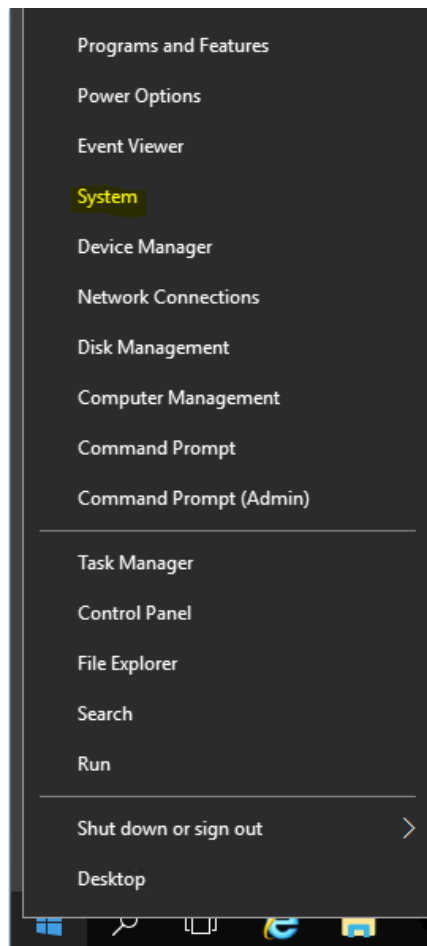 Programs and Features
Power Options
Event Viewer
System
Device Manager
Network Connections
Disk Management
Computer Management
Command Prompt
Command Prompt (Admin)
Task Manager
Control Panel
File Explorer
Search
Run
Shut down or sign out
Desktop